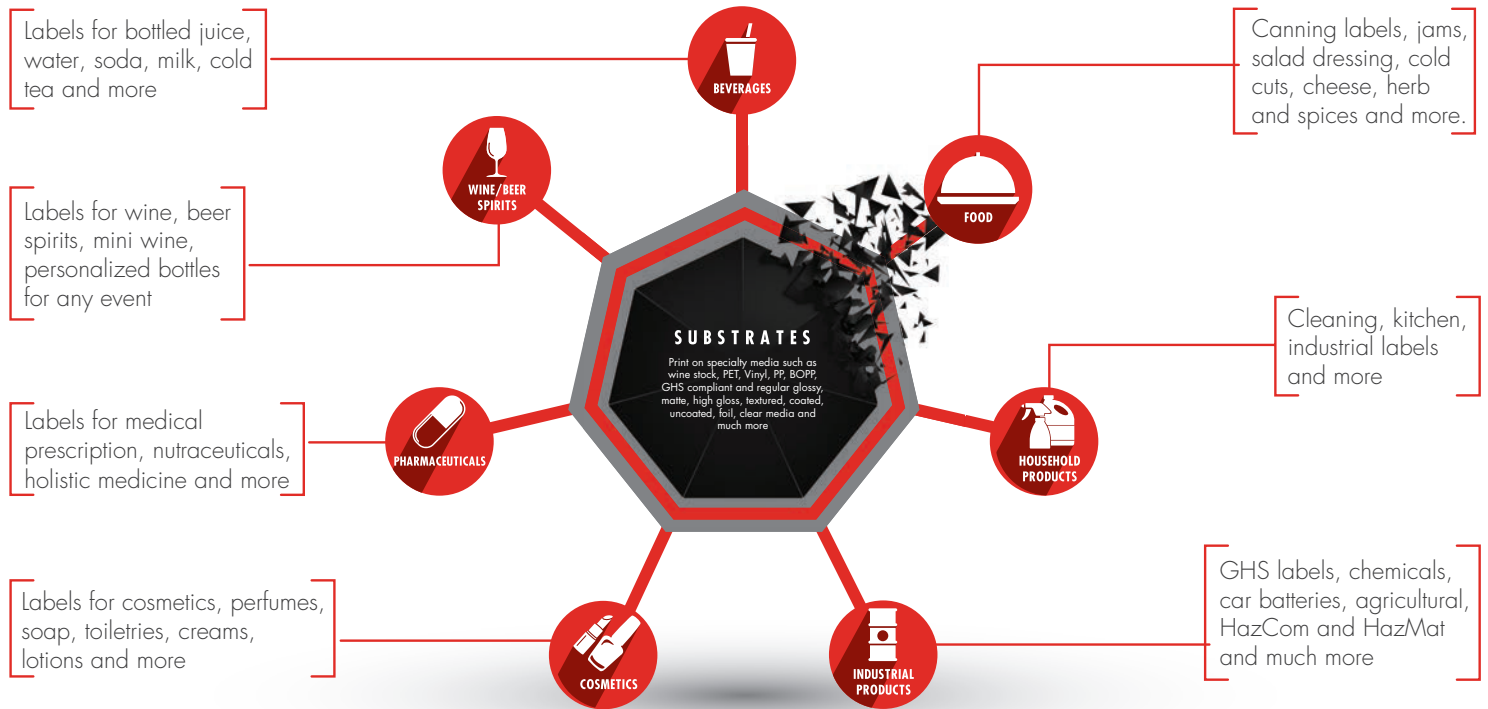 Labels for bottled juice,
water, soda, milk, cold
tea and more
BEVERAGES
Canning labels, jams,
salad dressing, cold
cuts, cheese, herb
and spices and more.
FOOD
WINE/BEER
SPIRITS
Labels for wine, beer
spirits, mini wine,
personalized bottles
for any event
SUBSTRATES
Print on specialty media such as
wine stock, PET, Vinyl, PP, BOPP,
GHS compliant and regular glossy,
matte, high gloss, textured, coated,
uncoated, foil, clear media and
much more
Cleaning, kitchen,
industrial labels
and more
HOUSEHOLD
PRODUCTS
Labels for medical
prescription, nutraceuticals,
holistic medicine and more
PHARMACEUTICALS
Labels for cosmetics, perfumes,
soap, toiletries, creams,
lotions and more
COSMETICS
INDUSTRIAL
PRODUCTS
GHS labels, chemicals,
car batteries, agricultural,
HazCom and HazMat
and much more